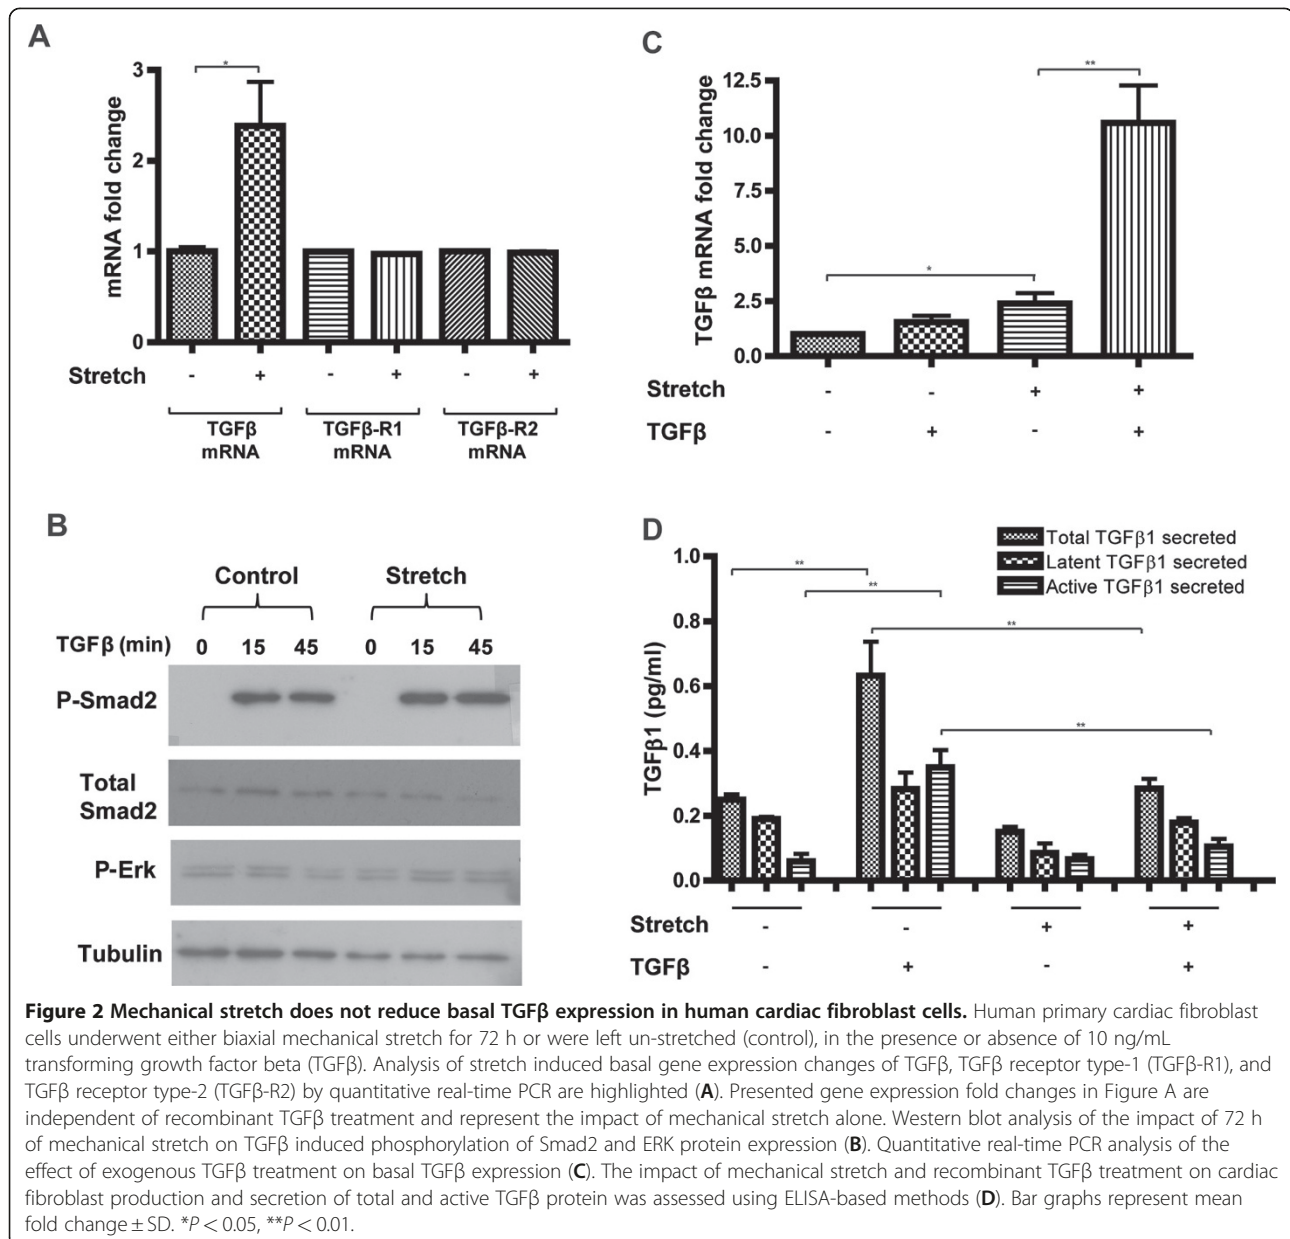 A
3
2
1
0
mRNA fold change
*
Stretch - + - + - +
TGFβ TGFβ-R1 TGFβ-R2
mRNA mRNA mRNA
C
12.5
10.0
7.5
5.0
2.5
0.0
TGFβ mRNA fold change
*
**
Stretch - - + +
TGFβ - + - +
B
Control Stretch
TGFβ (min) 0 15 45 0 15 45
P-Smad2
Total
Smad2
P-Erk
Tubulin
D
Total TGFβ1 secreted
Latent TGFβ1 secreted
Active TGFβ1 secreted
1.0
0.8
0.6
0.4
0.2
0.0
TGFβ1 (pg/ml)
**
**
**
**
Stretch - - + +
TGFβ - + - +
Figure 2 Mechanical stretch does not reduce basal TGFβ expression in human cardiac fibroblast cells. Human primary cardiac fibroblast
cells underwent either biaxial mechanical stretch for 72 h or were left un-stretched (control), in the presence or absence of 10 ng/mL
transforming growth factor beta (TGFβ). Analysis of stretch induced basal gene expression changes of TGFβ, TGFβ receptor type-1 (TGFβ-R1), and
TGFβ receptor type-2 (TGFβ-R2) by quantitative real-time PCR are highlighted (A). Presented gene expression fold changes in Figure A are
independent of recombinant TGFβ treatment and represent the impact of mechanical stretch alone. Western blot analysis of the impact of 72 h
of mechanical stretch on TGFβ induced phosphorylation of Smad2 and ERK protein expression (B). Quantitative real-time PCR analysis of the
effect of exogenous TGFβ treatment on basal TGFβ expression (C). The impact of mechanical stretch and recombinant TGFβ treatment on cardiac
fibroblast production and secretion of total and active TGFβ protein was assessed using ELISA-based methods (D). Bar graphs represent mean
fold change ± SD. *P < 0.05, **P < 0.01.